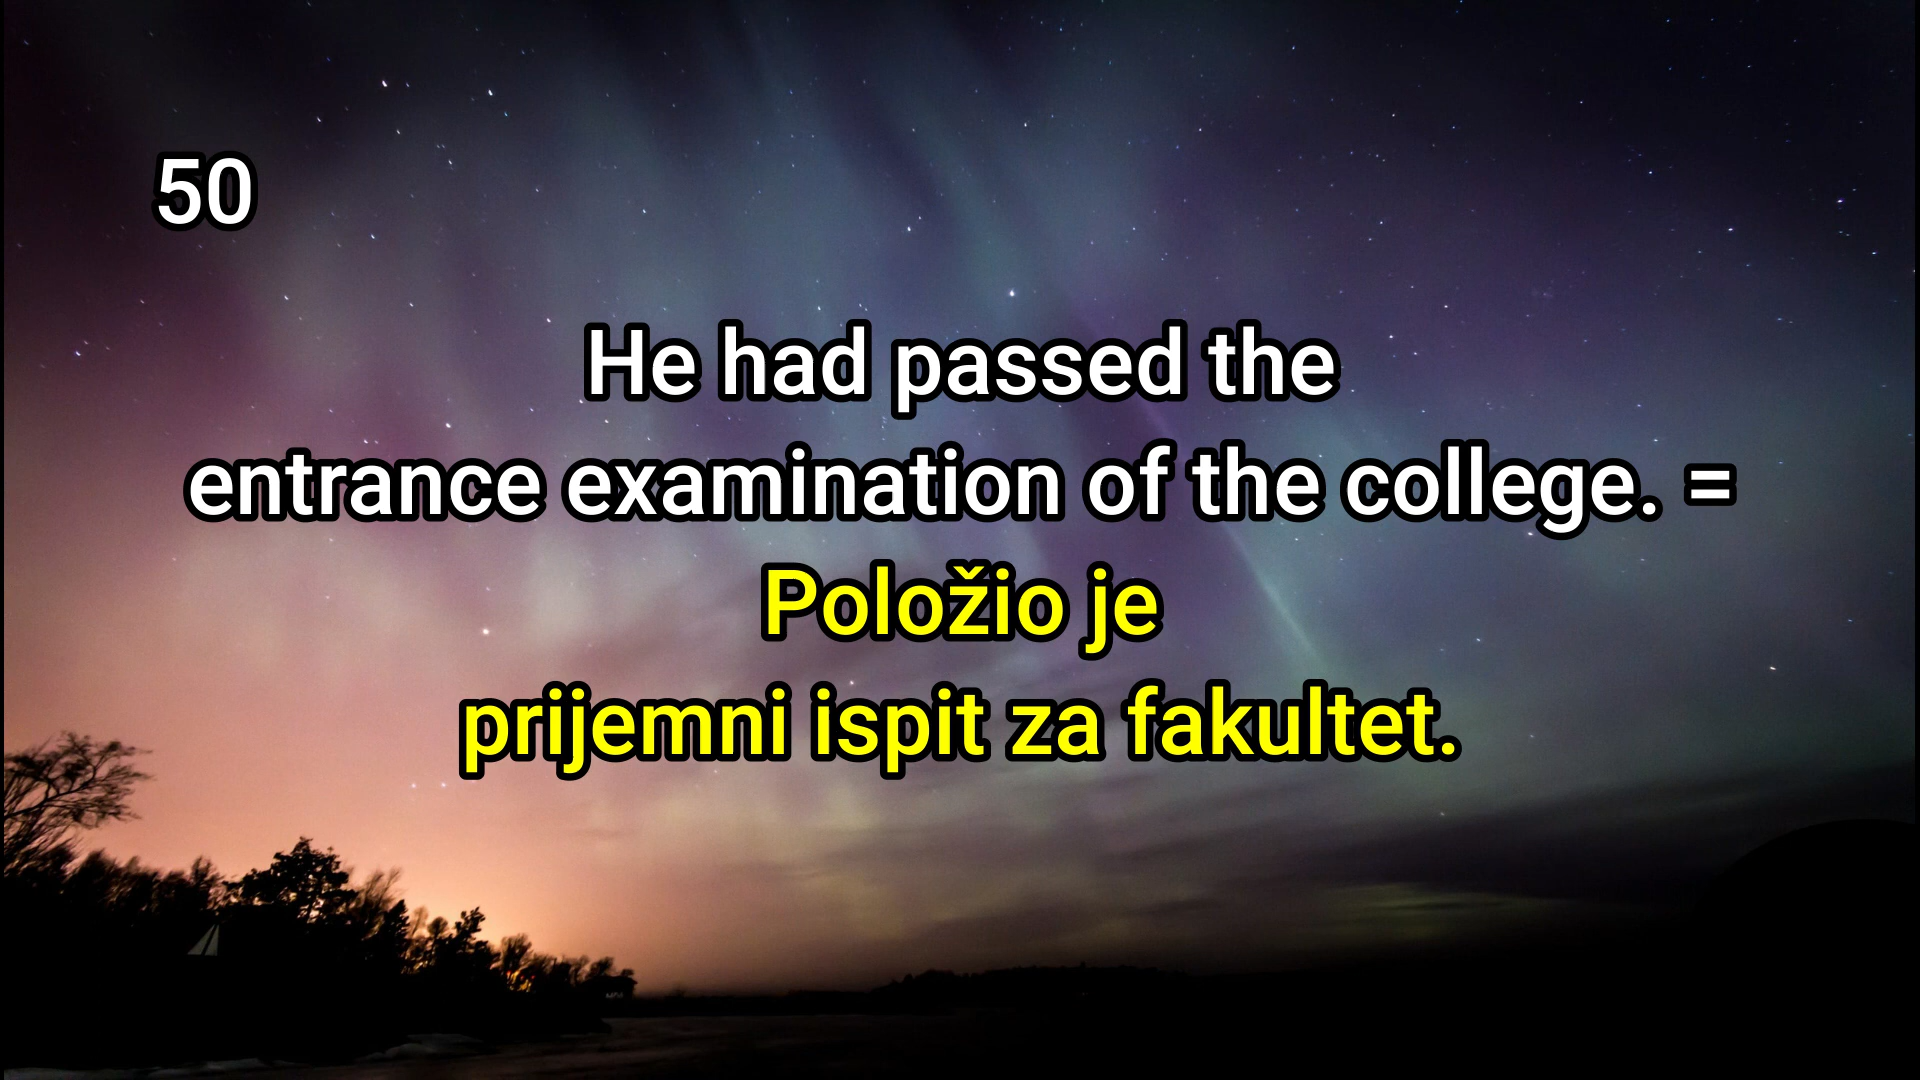 50
He had passed the
entrance examination of the college. =
Položio je
prijemni ispit za fakultet.